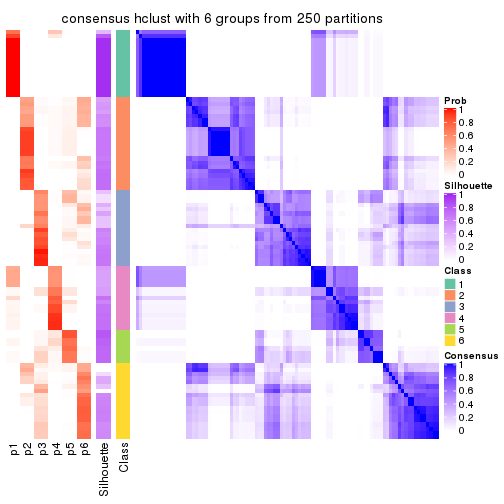 consensus hclust with 6 groups from 250 partitions
Prob
1
0.8
0.6
0.4
0.2
0
Silhouette
1
0.8
0.6
0.4
0.2
0
Class
1
2
3
4
5
6
Consensus
1
0.8
0.6
0.4
0.2
0
p1
p2
p3
p4
p5
p6
Silhouette
Class